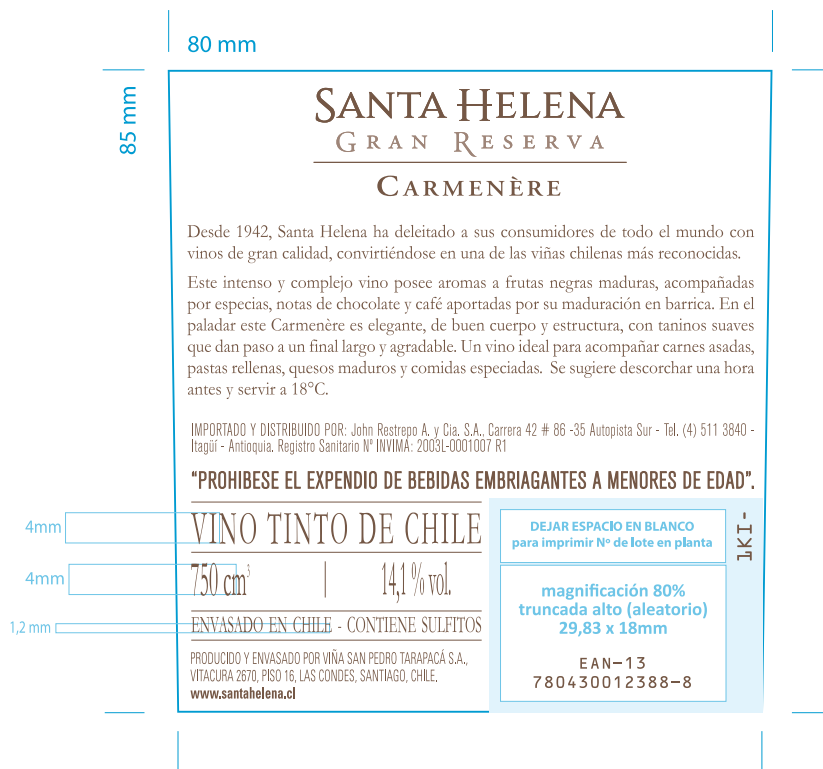 80 mm
85 mm
SANTA HELENA
GRAN RESERVA
CARMENÈRE
Desde 1942, Santa Helena ha deleitado a sus consumidores de todo el mundo con
vinos de gran calidad, convirtiéndose en una de las viñas chilenas más reconocidas.
Este intenso y complejo vino posee aromas a frutas negras maduras, acompañadas
por especias, notas de chocolate y café aportadas por su maduración en barrica. En el
paladar este Carmenère es elegante, de buen cuerpo y estructura, con taninos suaves
que dan paso a un final largo y agradable. Un vino ideal para acompañar carnes asadas,
pastas rellenas, quesos maduros y comidas especiadas. Se sugiere descorchar una hora
antes y servir a 18°C.
IMPORTADO Y DISTRIBUIDO POR: John Restrepo A. y Cia. S.A., Carrera 42 # 86 -35 Autopista Sur - Tel. (4) 511 3840 -
Itagüí - Antioquia. Registro Sanitario Nº INVIMA: 2003L-0001007 R1
“PROHIBESE EL EXPENDIO DE BEBIDAS EMBRIAGANTES A MENORES DE EDAD”.
4mm
VINO TINTO DE CHILE
4mm
750 cm³ | 14,1 % vol.
1,2 mm
ENVASADO EN CHILE - CONTIENE SULFITOS
PRODUCIDO Y ENVASADO POR VIÑA SAN PEDRO TARAPACÁ S.A.,
VITACURA 2670, PISO 16, LAS CONDES, SANTIAGO, CHILE.
www.santahelena.cl
DEJAR ESPACIO EN BLANCO
para imprimir Nº de lote en planta
LKI-
magnificación 80%
truncada alto (aleatorio)
29,83 x 18mm
EAN-13
780430012388-8